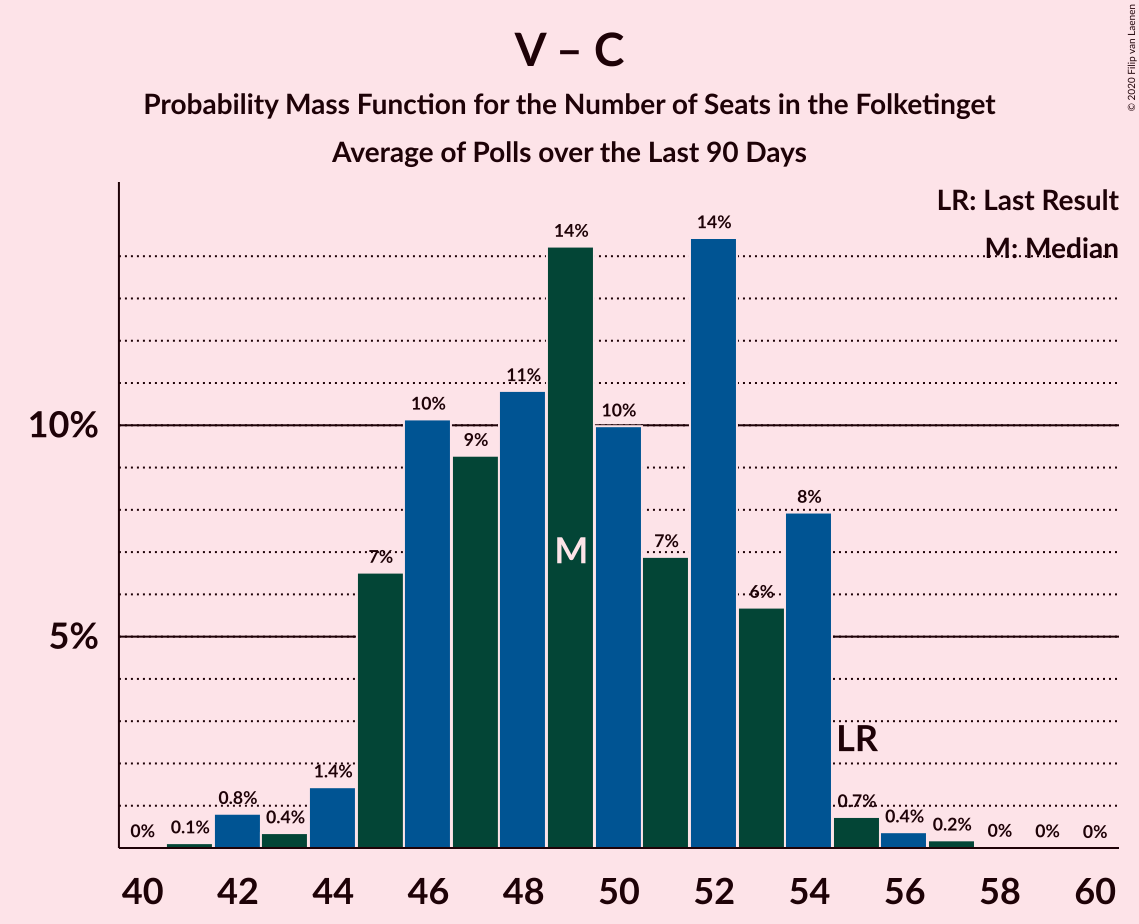 V – C
Probability Mass Function for the Number of Seats in the Folketinget
Average of Polls over the Last 90 Days
© 2020 Filip van Laenen
LR: Last Result
M: Median
10%
5%
0%
0.1%
0.8%
0.4%
1.4%
7%
10%
9%
11%
14%
10%
7%
14%
6%
8%
0.7%
0.4%
0.2%
0%
0%
0%
M
LR
40 42 44 46 48 50 52 54 56 58 60